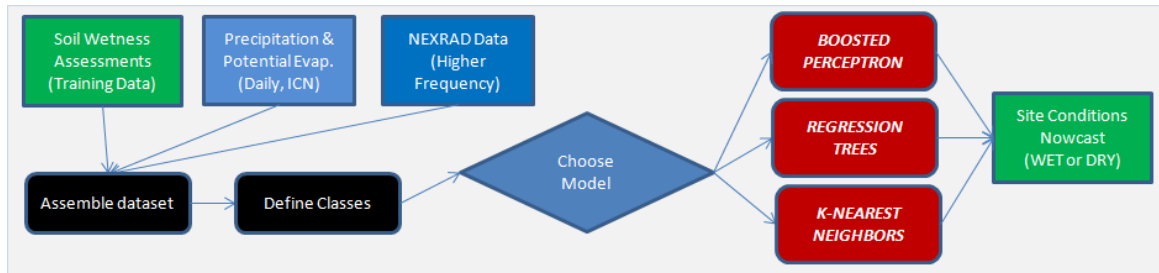 Soil Wetness
Assessments
(Training Data)
Precipitation &
Potential Evap.
(Daily, ICN)
NEXRAD Data
(Higher
Frequency)
Assemble dataset
Define Classes
Choose
Model
BOOSTED
PERCEPTRON
REGRESSION
TREES
K-NEAREST
NEIGHBORS
Site Conditions
Nowcast
(WET or DRY)